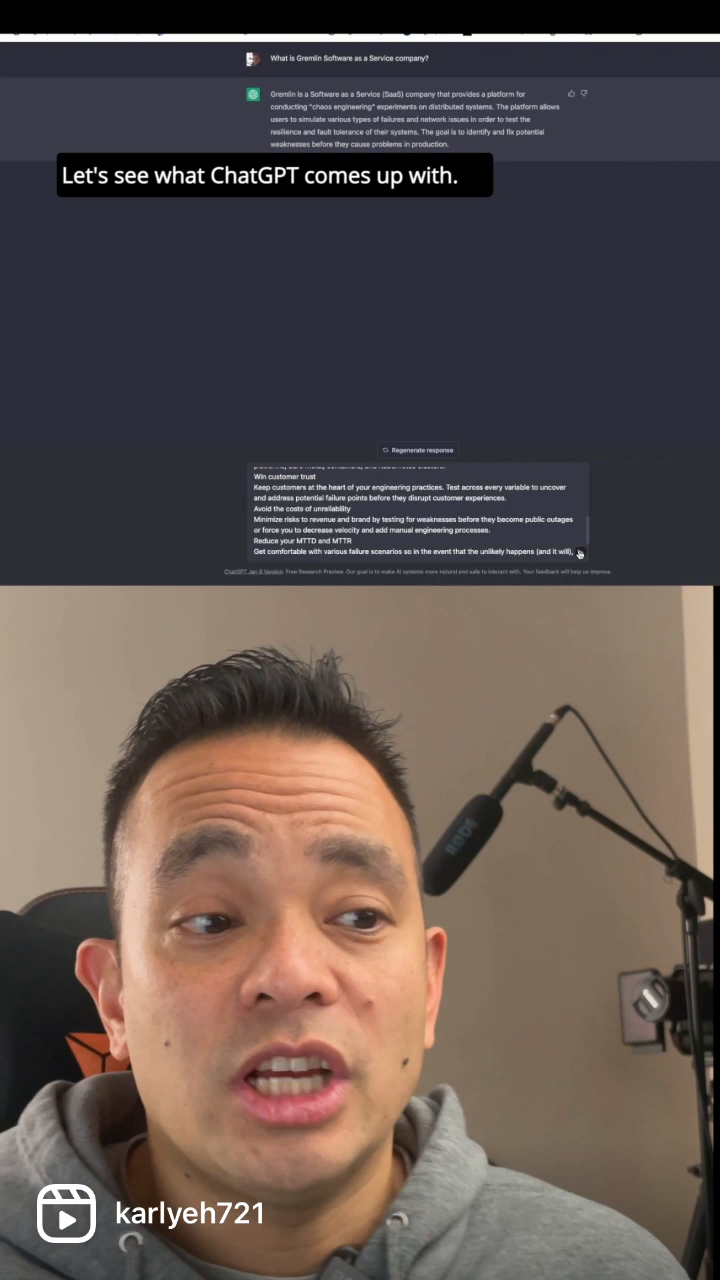 What is Gremlin Software as a Service company?
Gremlin is a Software as a Service (SaaS) company that provides a platform for
conducting "chaos engineering" experiments on distributed systems. The platform allows
users to simulate various types of failures and network issues in order to test the
resilience and fault tolerance of their systems. The goal is to identify and fix potential
weaknesses before they cause problems in production.
Let's see what ChatGPT comes up with.
Regenerate response
Win customer trust
Keep customers at the heart of your engineering practices. Test across every variable to uncover
and address potential failure points before they disrupt customer experiences.
Avoid the costs of unreliability
Minimize risks to revenue and brand by testing for weaknesses before they become public outages
or force you to decrease velocity and add manual engineering processes.
Reduce your MTTD and MTTR
Get comfortable with various failure scenarios so in the event that the unlikely happens (and it will),
ChatGPT Jan 9 Version. Free Research Preview. Our goal is to make AI systems more natural and safe to interact with. Your feedback will help us improve.
RODE
karlyeh721